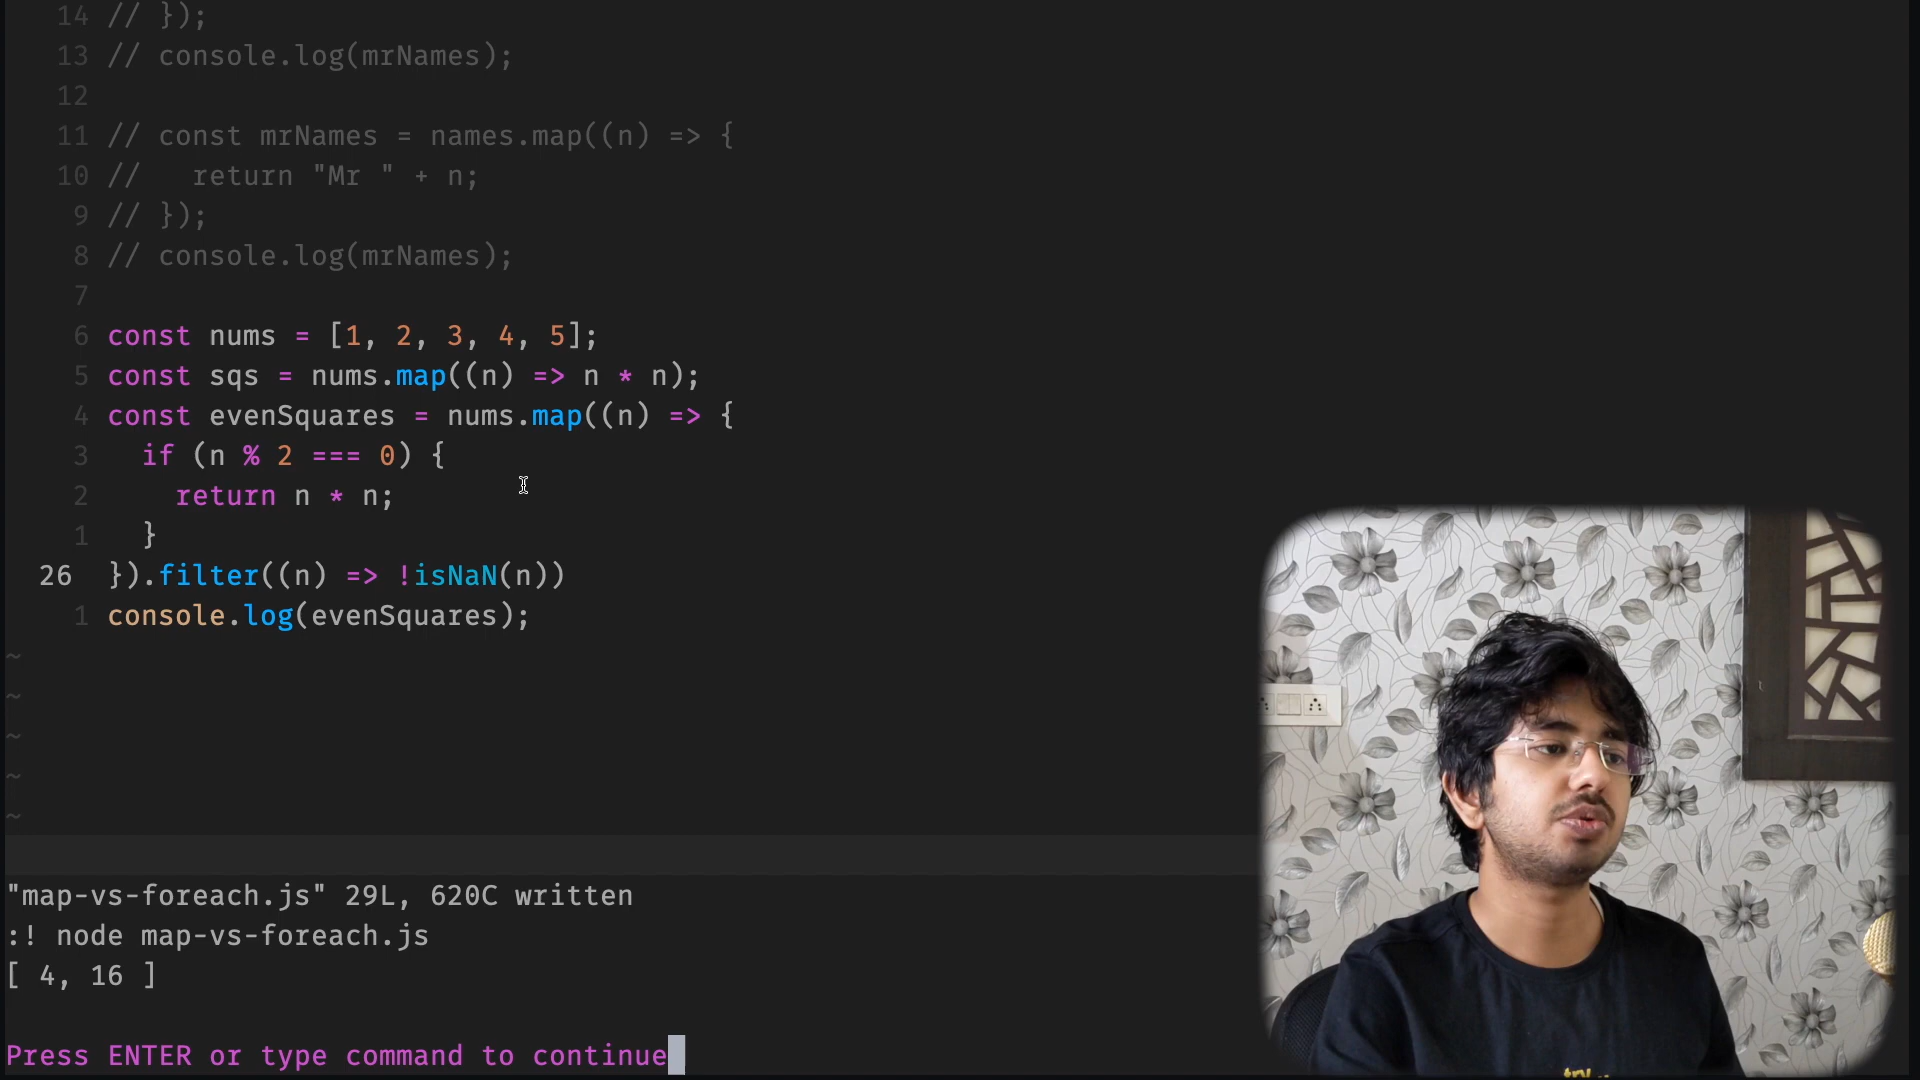 14 // });
13 // console.log(mrNames);
12
11 // const mrNames = names.map((n) => {
10 //   return "Mr " + n;
9 // });
8 // console.log(mrNames);
7
6 const nums = [1, 2, 3, 4, 5];
5 const sqs = nums.map((n) => n * n);
4 const evenSquares = nums.map((n) => {
3   if (n % 2 === 0) {
2     return n * n;
1   }
26 }).filter((n) => !isNaN(n))
1 console.log(evenSquares);
~
~
~
~
~
"map-vs-foreach.js" 29L, 620C written
:! node map-vs-foreach.js
[ 4, 16 ]
Press ENTER or type command to continue